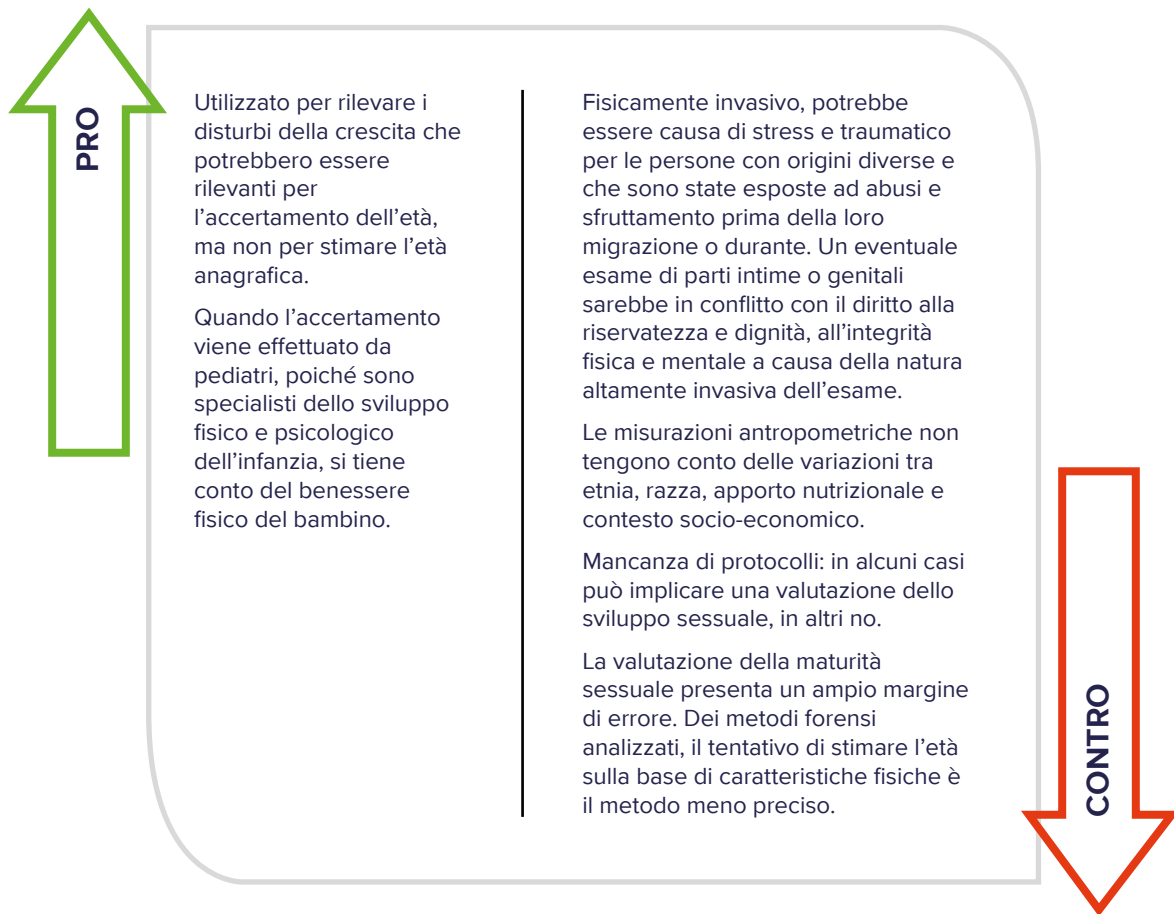 PRO
Utilizzato per rilevare i
disturbi della crescita che
potrebbero essere
rilevanti per
l’accertamento dell’età,
ma non per stimare l’età
anagrafica.
Quando l’accertamento
viene effettuato da
pediatri, poiché sono
specialisti dello sviluppo
fisico e psicologico
dell’infanzia, si tiene
conto del benessere
fisico del bambino.
Fisicamente invasivo, potrebbe
essere causa di stress e traumatico
per le persone con origini diverse e
che sono state esposte ad abusi e
sfruttamento prima della loro
migrazione o durante. Un eventuale
esame di parti intime o genitali
sarebbe in conflitto con il diritto alla
riservatezza e dignità, all’integrità
fisica e mentale a causa della natura
altamente invasiva dell’esame.
Le misurazioni antropometriche non
tengono conto delle variazioni tra
etnia, razza, apporto nutrizionale e
contesto socio-economico.
Mancanza di protocolli: in alcuni casi
può implicare una valutazione dello
sviluppo sessuale, in altri no.
La valutazione della maturità
sessuale presenta un ampio margine
di errore. Dei metodi forensi
analizzati, il tentativo di stimare l’età
sulla base di caratteristiche fisiche è
il metodo meno preciso.
CONTRO